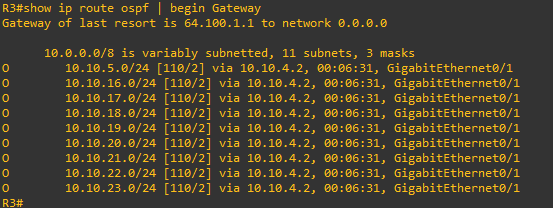 R3#show ip route ospf | begin Gateway
Gateway of last resort is 64.100.1.1 to network 0.0.0.0
10.0.0.0/8 is variably subnetted, 11 subnets, 3 masks
O 10.10.5.0/24 [110/2] via 10.10.4.2, 00:06:31, GigabitEthernet0/1
O 10.10.16.0/24 [110/2] via 10.10.4.2, 00:06:31, GigabitEthernet0/1
O 10.10.17.0/24 [110/2] via 10.10.4.2, 00:06:31, GigabitEthernet0/1
O 10.10.18.0/24 [110/2] via 10.10.4.2, 00:06:31, GigabitEthernet0/1
O 10.10.19.0/24 [110/2] via 10.10.4.2, 00:06:31, GigabitEthernet0/1
O 10.10.20.0/24 [110/2] via 10.10.4.2, 00:06:31, GigabitEthernet0/1
O 10.10.21.0/24 [110/2] via 10.10.4.2, 00:06:31, GigabitEthernet0/1
O 10.10.22.0/24 [110/2] via 10.10.4.2, 00:06:31, GigabitEthernet0/1
O 10.10.23.0/24 [110/2] via 10.10.4.2, 00:06:31, GigabitEthernet0/1
R3#